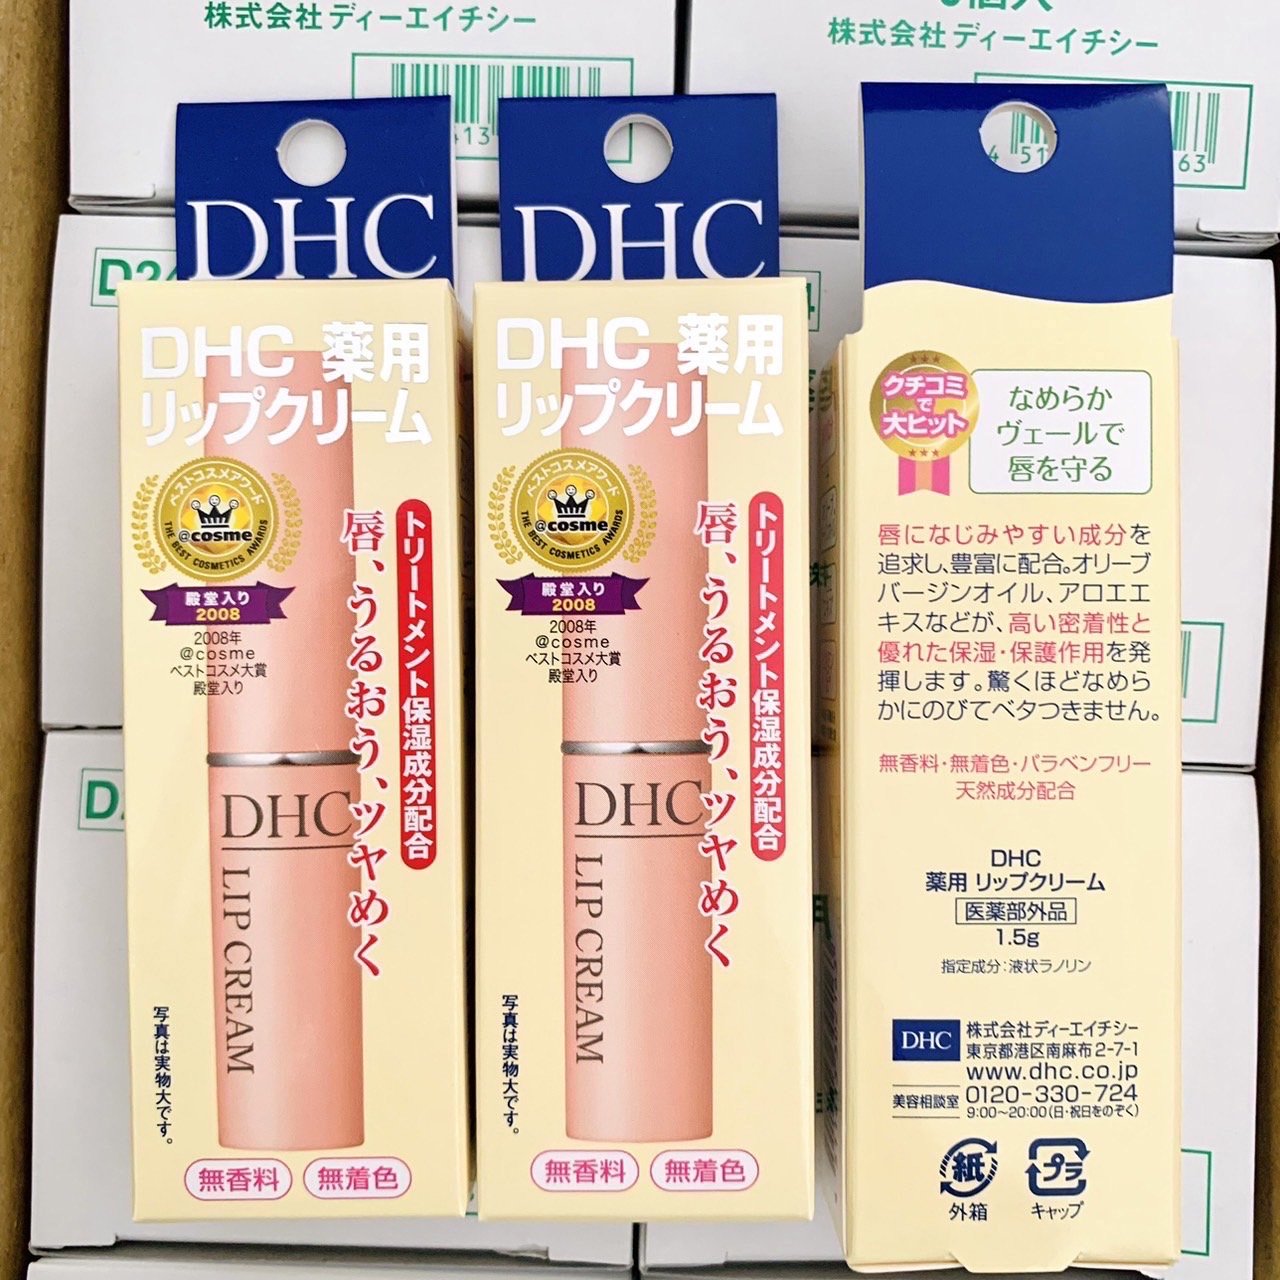 株式会社ディーエイチシー
株式会社ディーエイチシー
DHC
DHC 薬用
リップクリーム
ベストコスメアワード
@cosme
THE BEST COSMETICS AWARDS
殿堂入り
2008
2008年
@cosme
ベストコスメ大賞
殿堂入り
トリートメント保湿成分配合
唇、うるおう、ツヤめく
DHC
LIP CREAM
写真は実物大です。
無香料
無着色
DHC
DHC 薬用
リップクリーム
ベストコスメアワード
@cosme
THE BEST COSMETICS AWARDS
殿堂入り
2008
2008年
@cosme
ベストコスメ大賞
殿堂入り
トリートメント保湿成分配合
唇、うるおう、ツヤめく
DHC
LIP CREAM
写真は実物大です。
無香料
無着色
クチコミ
で
大ヒット
なめらか
ヴェールで
唇を守る
唇になじみやすい成分を
追求し、豊富に配合。オリーブ
バージンオイル、アロエエ
キスなどが、高い密着性と
優れた保湿・保護作用を発
揮します。驚くほどなめら
かにのびてベタつきません。
無香料・無着色・パラベンフリー
天然成分配合
DHC
薬用 リップクリーム
医薬部外品
1.5g
指定成分：液状ラノリン
DHC
株式会社ディーエイチシー
東京都港区南麻布2-7-1
www.dhc.co.jp
美容相談室 0120-330-724
9:00～20:00(日・祝日をのぞく)
紙
外箱
プラ
キャップ